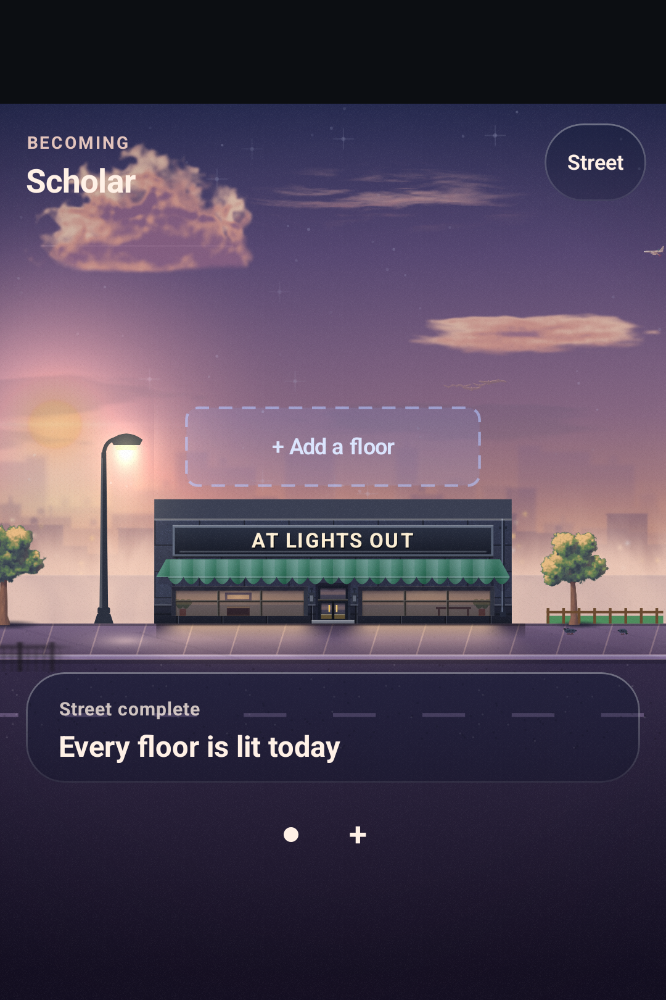 BECOMING
Scholar
Street
+ Add a floor
AT LIGHTS OUT
Street complete
Every floor is lit today
+